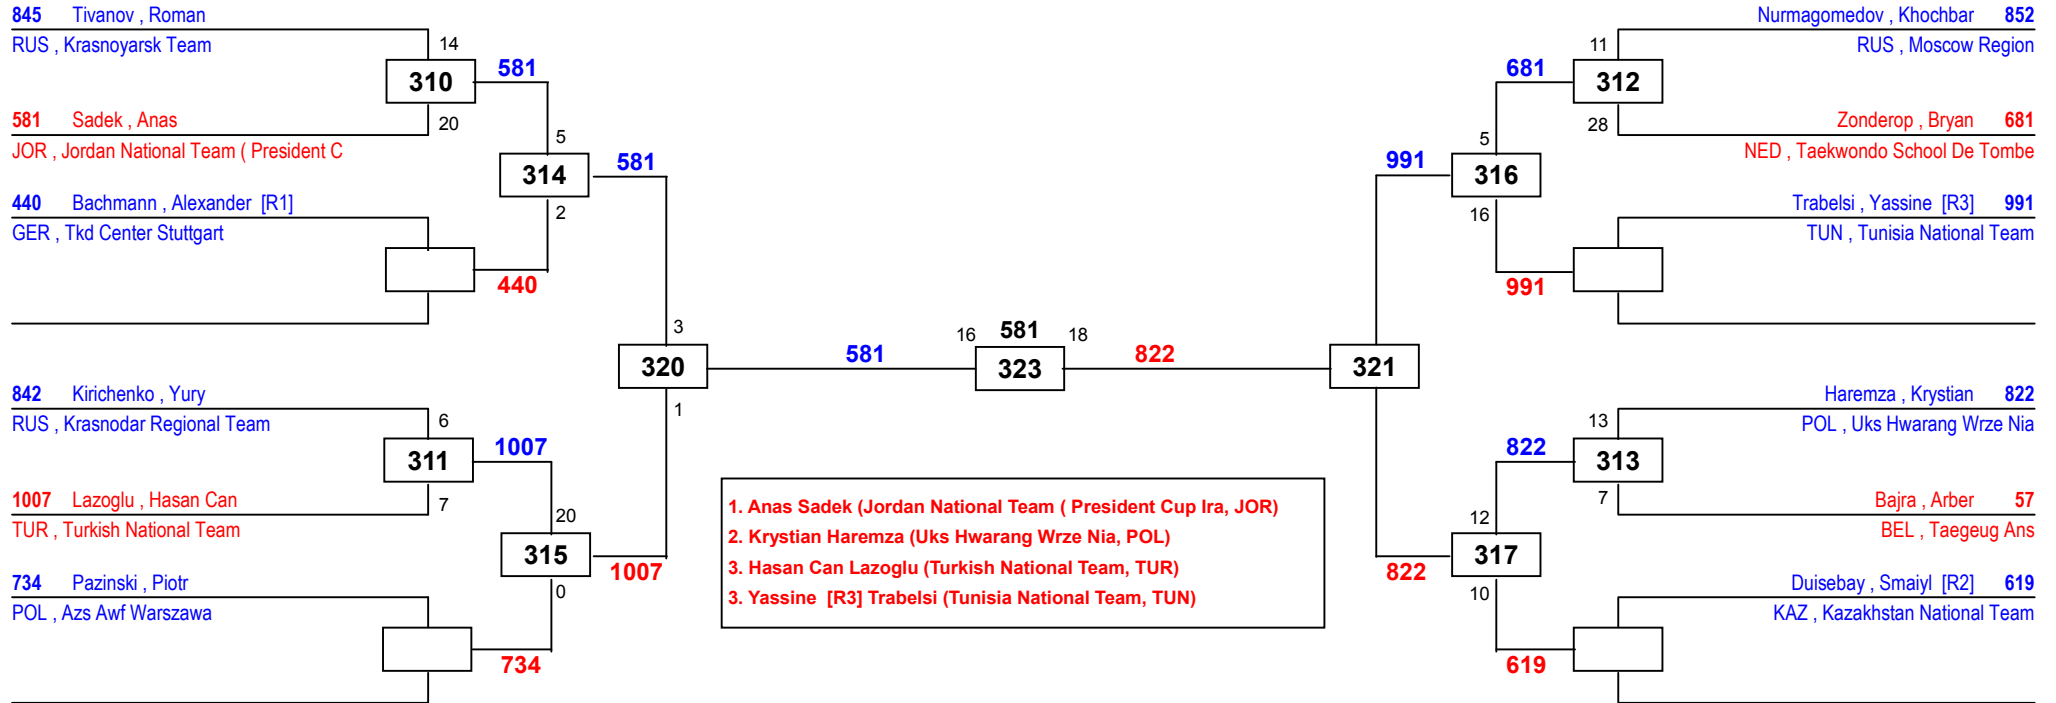 845 Tivanov , Roman
RUS , Krasnoyarsk Team
14
310
581
581 Sadek , Anas
20
JOR , Jordan National Team ( President C
5
314
581
2
440 Bachmann , Alexander [R1]
GER , Tkd Center Stuttgart
440
3
320
1
842 Kirichenko , Yury
RUS , Krasnodar Regional Team
6
311
1007
1007 Lazoglu , Hasan Can
7
TUR , Turkish National Team
20
315
1007
0
734 Pazinski , Piotr
POL , Azs Awf Warszawa
734
581
16 581 18
323
822
1. Anas Sadek (Jordan National Team ( President Cup Ira, JOR)
2. Krystian Haremza (Uks Hwarang Wrze Nia, POL)
3. Hasan Can Lazoglu (Turkish National Team, TUR)
3. Yassine [R3] Trabelsi (Tunisia National Team, TUN)
Nurmagomedov , Khochbar 852
RUS , Moscow Region
11
681
312
28
Zonderop , Bryan 681
NED , Taekwondo School De Tombe
5
991
316
16
Trabelsi , Yassine [R3] 991
TUN , Tunisia National Team
991
321
Haremza , Krystian 822
POL , Uks Hwarang Wrze Nia
13
822
313
7
Bajra , Arber 57
BEL , Taegeug Ans
12
317
822
10
Duisebay , Smaiyl [R2] 619
KAZ , Kazakhstan National Team
619